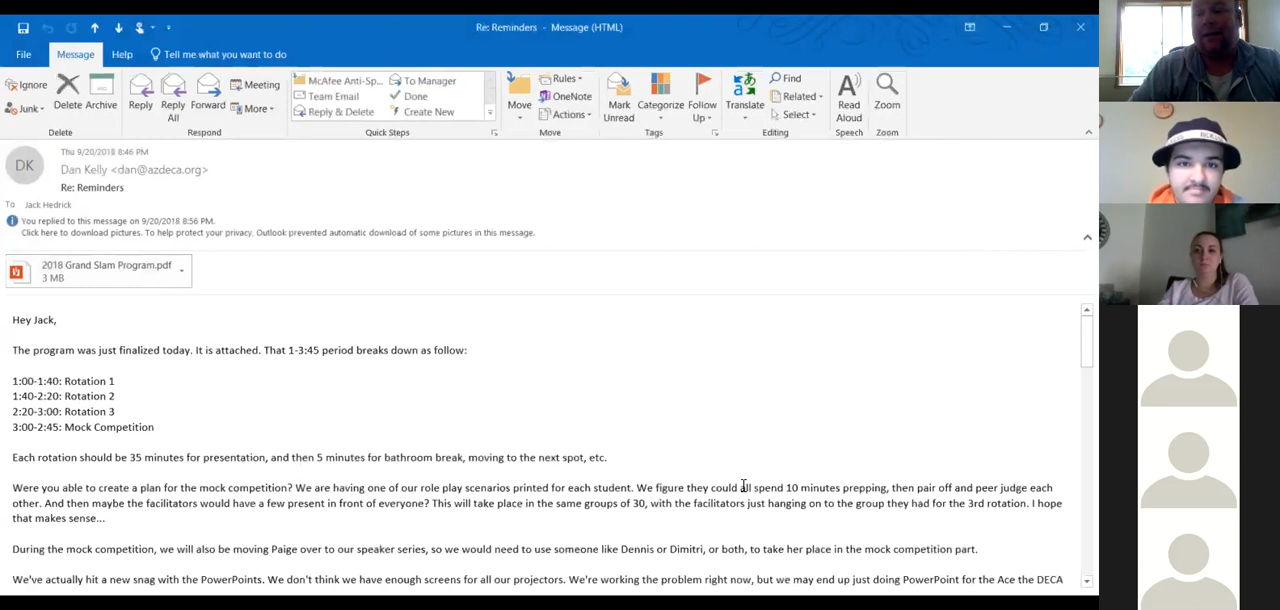 Re: Reminders - Message (HTML)
File Message Help Tell me what you want to do
Ignore
Junk
Delete
Archive
Delete
Reply
Reply All
Forward
Meeting
More
Respond
McAfee Anti-Sp...
Team Email
Reply & Delete
To Manager
Done
Create New
Quick Steps
Move
Rules
OneNote
Actions
Move
Mark Unread
Categorize
Follow Up
Tags
Translate
Find
Related
Select
Editing
Read Aloud
Speech
Zoom
Zoom
DK
Thu 9/20/2018 8:46 PM
Dan Kelly <dan@azdeca.org>
Re: Reminders
To Jack Hedrick
You replied to this message on 9/20/2018 8:56 PM.
Click here to download pictures. To help protect your privacy, Outlook prevented automatic download of some pictures in this message.
2018 Grand Slam Program.pdf
3 MB
Hey Jack,
The program was just finalized today. It is attached. That 1-3:45 period breaks down as follow:
1:00-1:40: Rotation 1
1:40-2:20: Rotation 2
2:20-3:00: Rotation 3
3:00-2:45: Mock Competition
Each rotation should be 35 minutes for presentation, and then 5 minutes for bathroom break, moving to the next spot, etc.
Were you able to create a plan for the mock competition? We are having one of our role play scenarios printed for each student. We figure they could all spend 10 minutes prepping, then pair off and peer judge each
other. And then maybe the facilitators would have a few present in front of everyone? This will take place in the same groups of 30, with the facilitators just hanging on to the group they had for the 3rd rotation. I hope
that makes sense...
During the mock competition, we will also be moving Paige over to our speaker series, so we would need to use someone like Dennis or Dimitri, or both, to take her place in the mock competition part.
We've actually hit a new snag with the PowerPoints. We don't think we have enough screens for all our projectors. We're working the problem right now, but we may end up just doing PowerPoint for the Ace the DECA